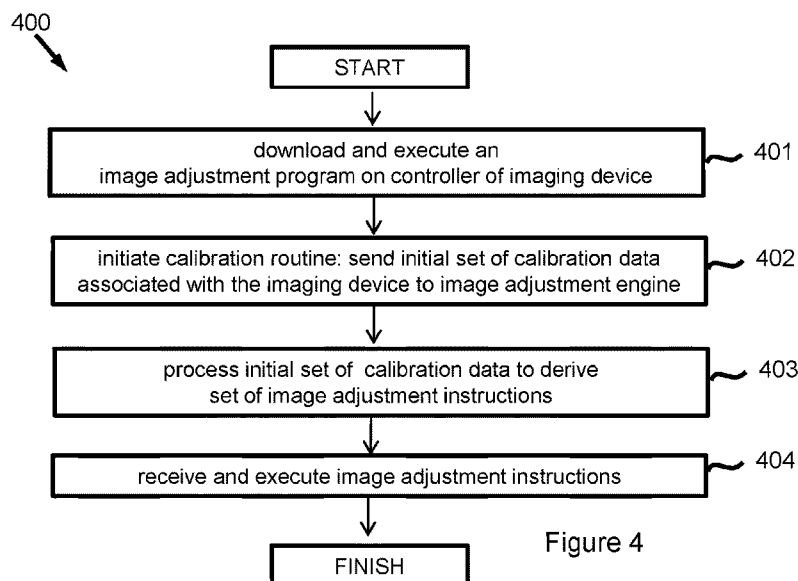 400
START
download and execute an
image adjustment program on controller of imaging device
401
initiate calibration routine: send initial set of calibration data
associated with the imaging device to image adjustment engine
402
process initial set of calibration data to derive
set of image adjustment instructions
403
receive and execute image adjustment instructions
404
FINISH
Figure 4